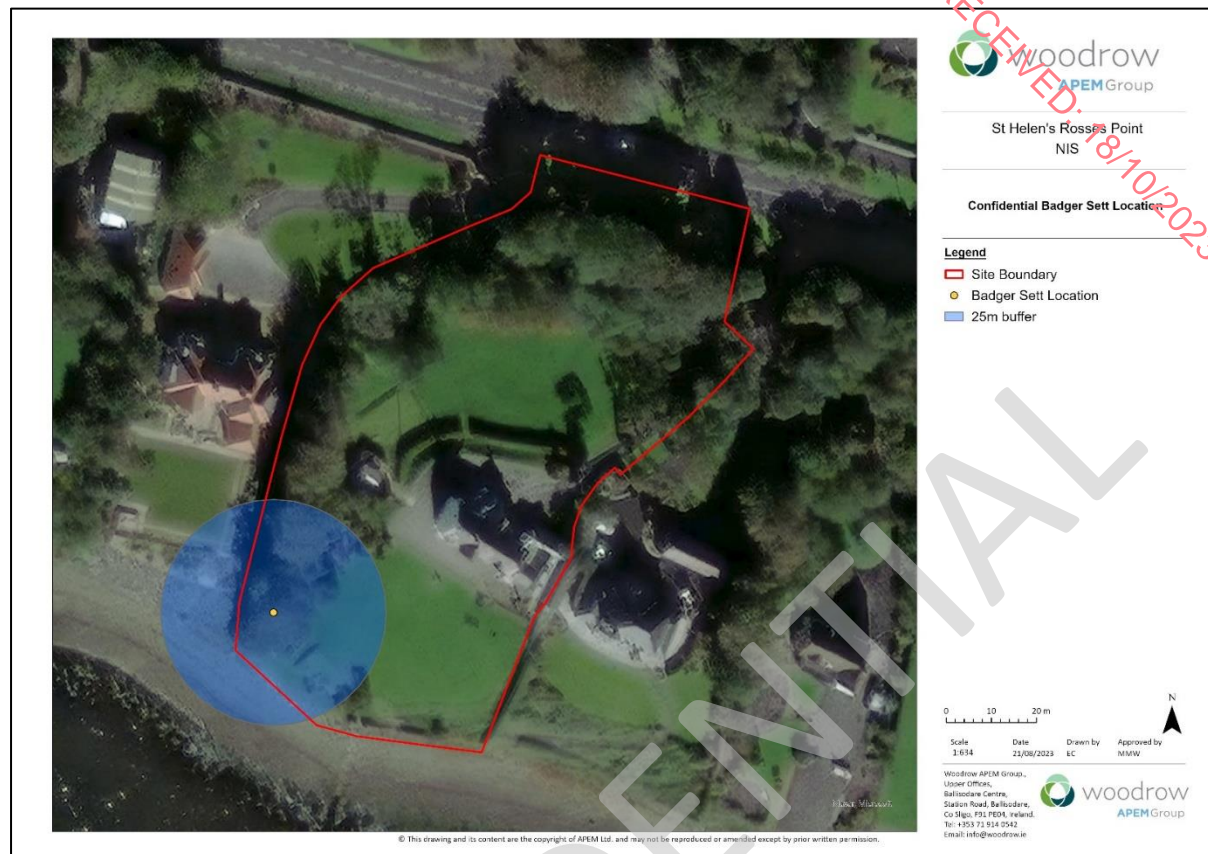 RECEIVED: 18/10/2023
woodrow
APEM Group
St Helen's Rosses Point
NIS
Confidential Badger Sett Location
Legend
Site Boundary
Badger Sett Location
25m buffer
0 10 20 m
N
Scale Date Drawn by Approved by
1:634 21/08/2023 EC MMW
Woodrow APEM Group.,
Upper Offices,
Ballisodare Centre,
Station Road, Ballisodare,
Co Sligo, F91 PE04, Ireland.
Tel: +353 71 914 0542
Email: info@woodrow.ie
woodrow
APEM Group
© This drawing and its content are the copyright of APEM Ltd. and may not be reproduced or amended except by prior written permission.
ENTIAL